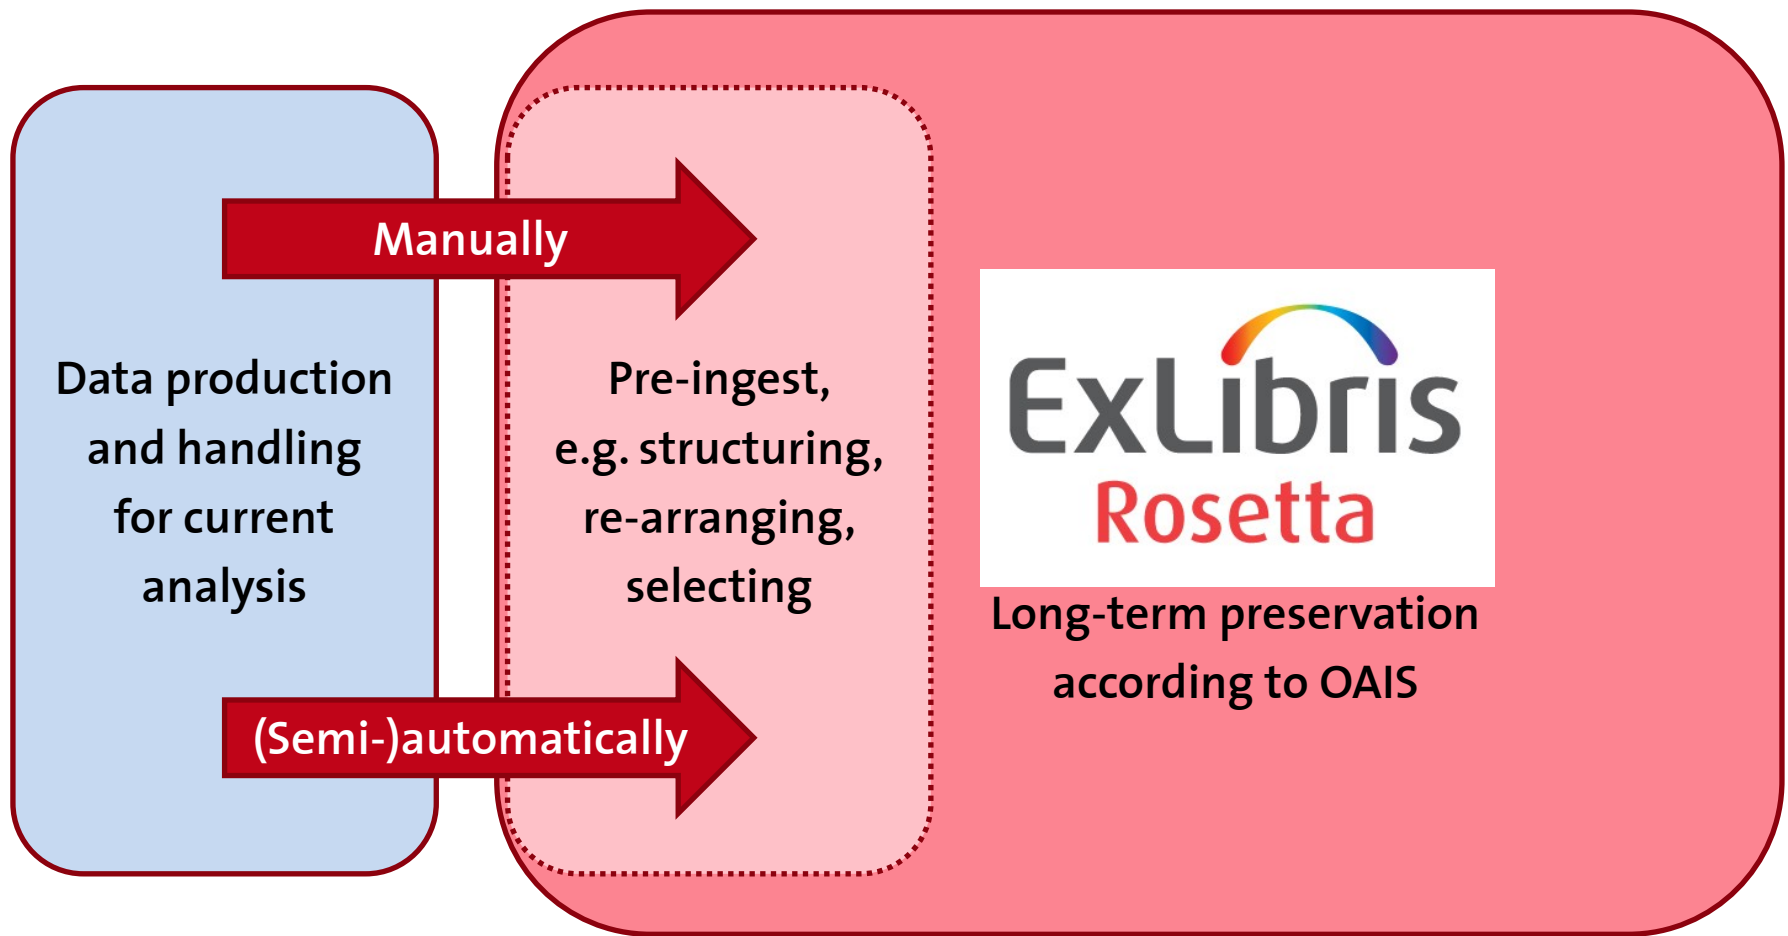 Manually
Data production
and handling
for current
analysis
(Semi-)automatically
Pre-ingest,
e.g. structuring,
re-arranging,
selecting
ExLibris
Rosetta
Long-term preservation
according to OAIS